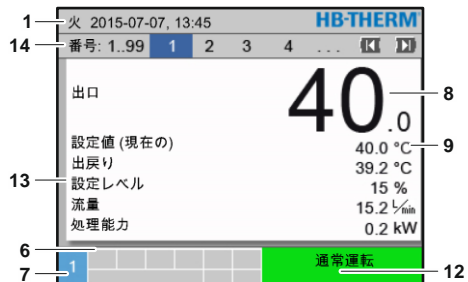 1 火 2015-07-07, 13:45 HB-THERM
14 番号: 1..99 1 2 3 4 ...
出口 40.0 8
設定値 (現在の) 40.0 °C 9
出戻り 39.2 °C
13 設定レベル 15 %
流量 15.2 L/min
処理能力 0.2 kW
6
7 1 通常運転 12